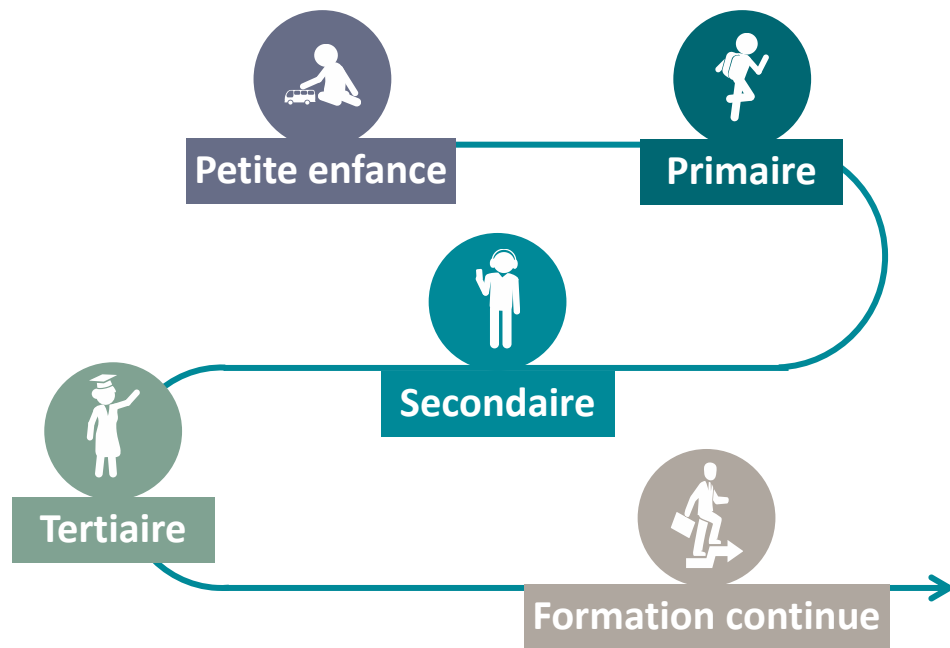 Petite enfance
Primaire
Secondaire
Tertiaire
Formation continue